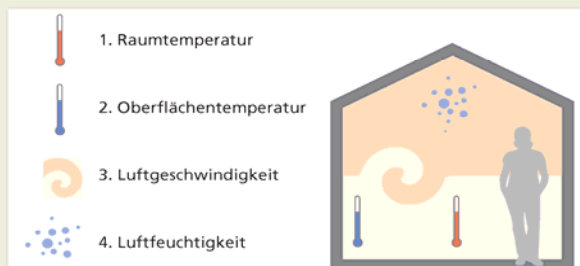 1. Raumtemperatur
2. Oberflächentemperatur
3. Luftgeschwindigkeit
4. Luftfeuchtigkeit